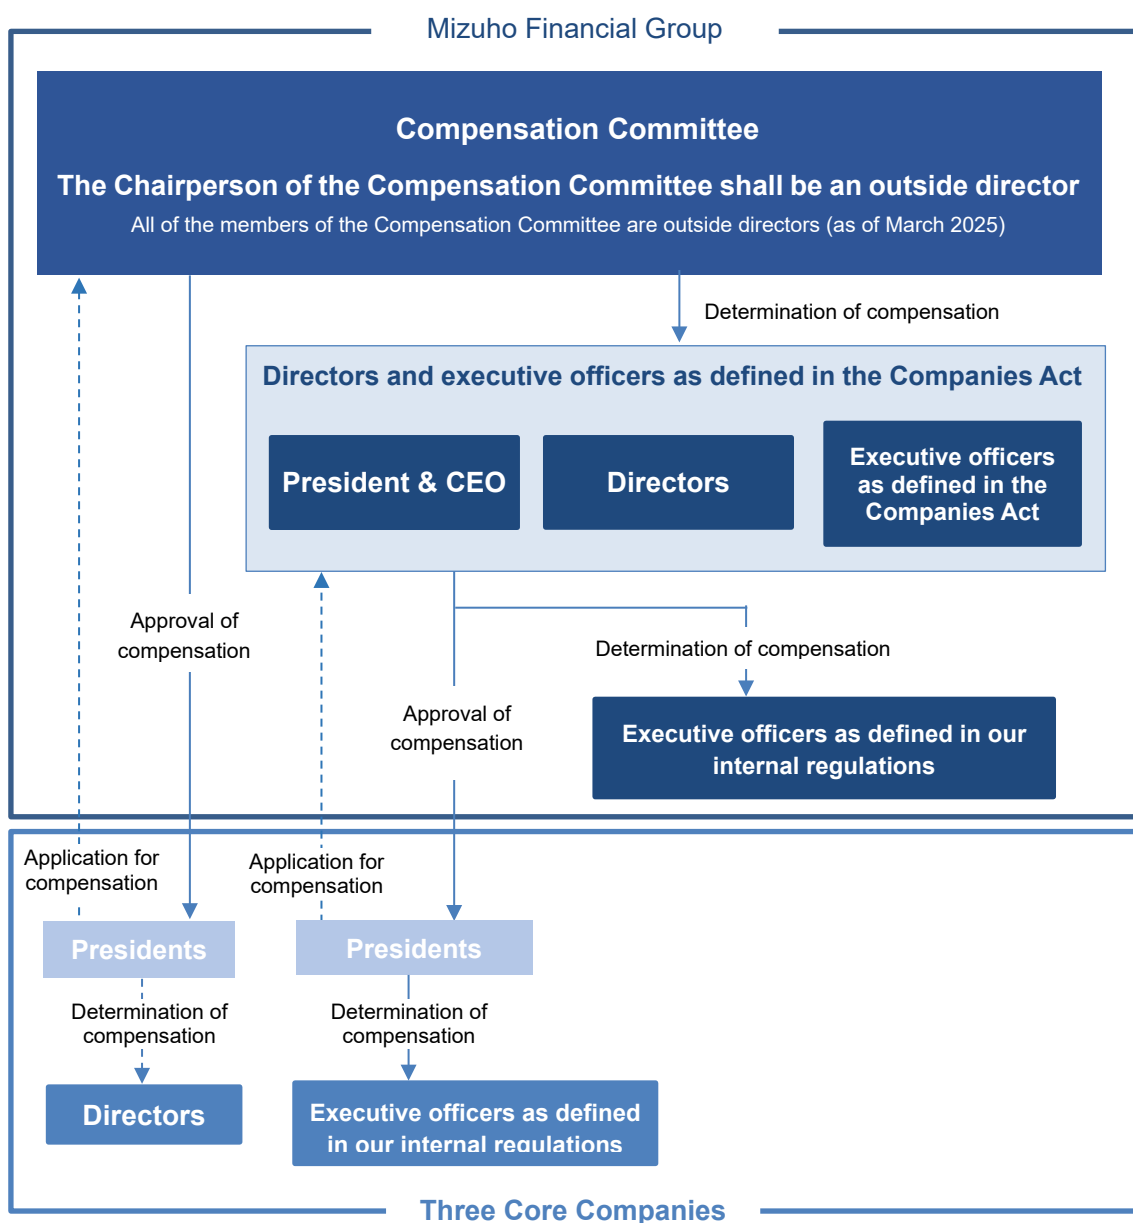 Mizuho Financial Group
Compensation Committee
The Chairperson of the Compensation Committee shall be an outside director
All of the members of the Compensation Committee are outside directors (as of March 2025)
Determination of compensation
Directors and executive officers as defined in the Companies Act
President & CEO
Directors
Executive officers
as defined in the
Companies Act
Approval of
compensation
Determination of compensation
Approval of
compensation
Executive officers as defined in our
internal regulations
Application for
compensation
Application for
compensation
Presidents
Presidents
Determination of
compensation
Determination of
compensation
Directors
Executive officers as defined
in our internal regulations
Three Core Companies